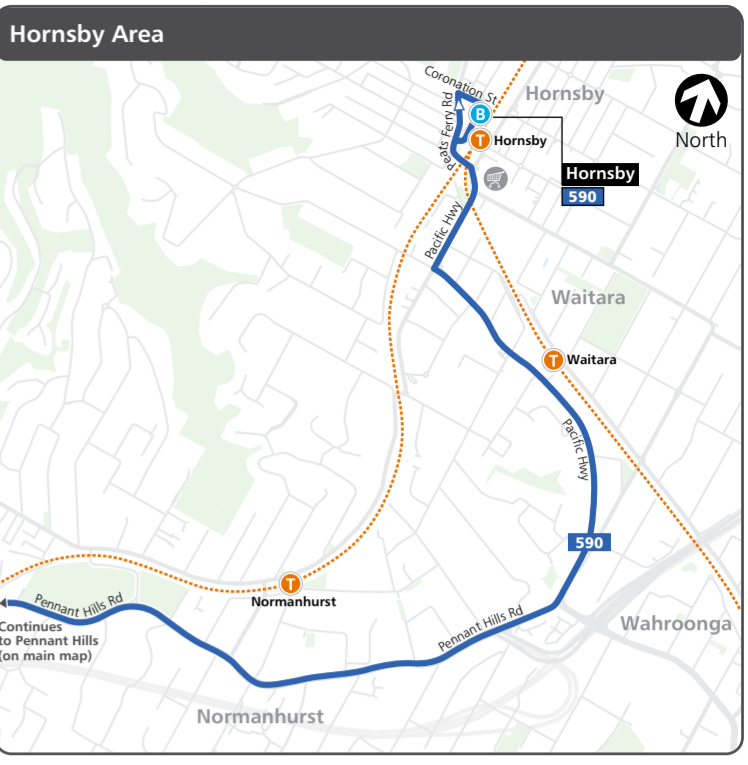 Hornsby Area
Coronation St
Hornsby
Peats Ferry Rd
B
T Hornsby
North
Hornsby
590
Pacific Hwy
Waitara
T Waitara
Pacific Hwy
590
T
Normanhurst
Pennant Hills Rd
Continues
to Pennant Hills
(on main map)
Pennant Hills Rd
Wahroonga
Normanhurst